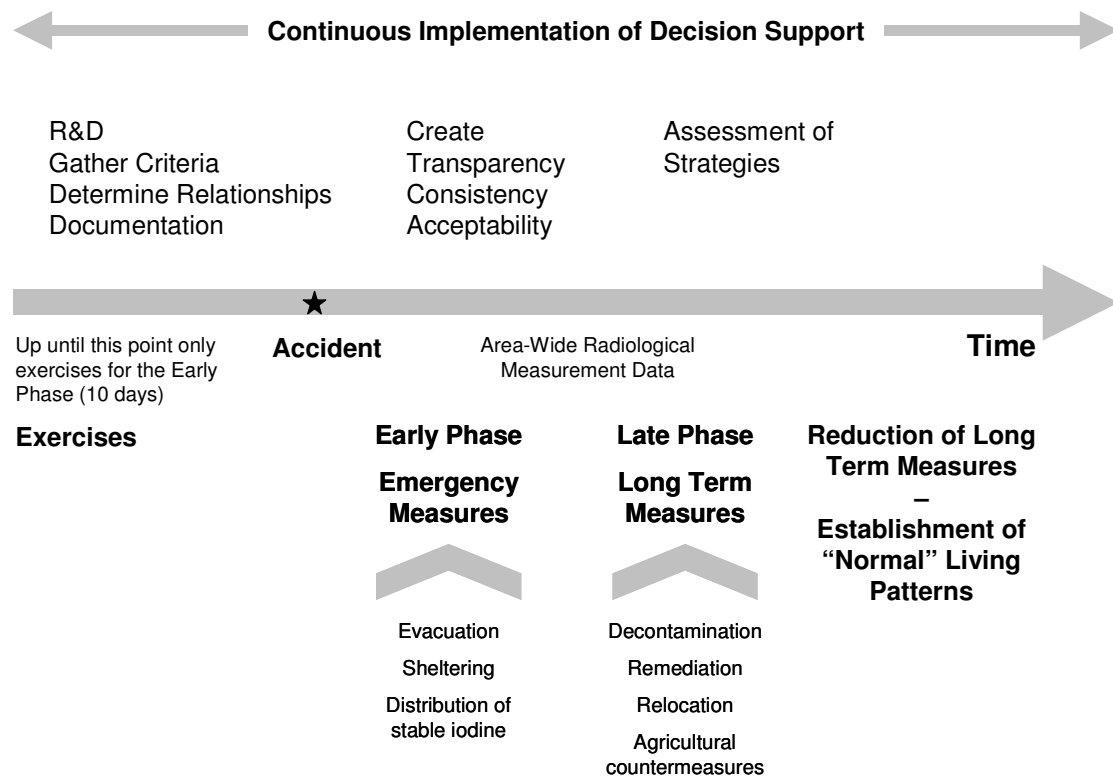 Continuous Implementation of Decision Support
R&D
Gather Criteria
Determine Relationships
Documentation
Create
Transparency
Consistency
Acceptability
Assessment of
Strategies
Up until this point only
exercises for the Early
Phase (10 days)
Accident
Area-Wide Radiological
Measurement Data
Time
Exercises
Early Phase
Emergency
Measures
Late Phase
Long Term
Measures
Reduction of Long
Term Measures
–
Establishment of
“Normal” Living
Patterns
Evacuation
Sheltering
Distribution of
stable iodine
Decontamination
Remediation
Relocation
Agricultural
countermeasures